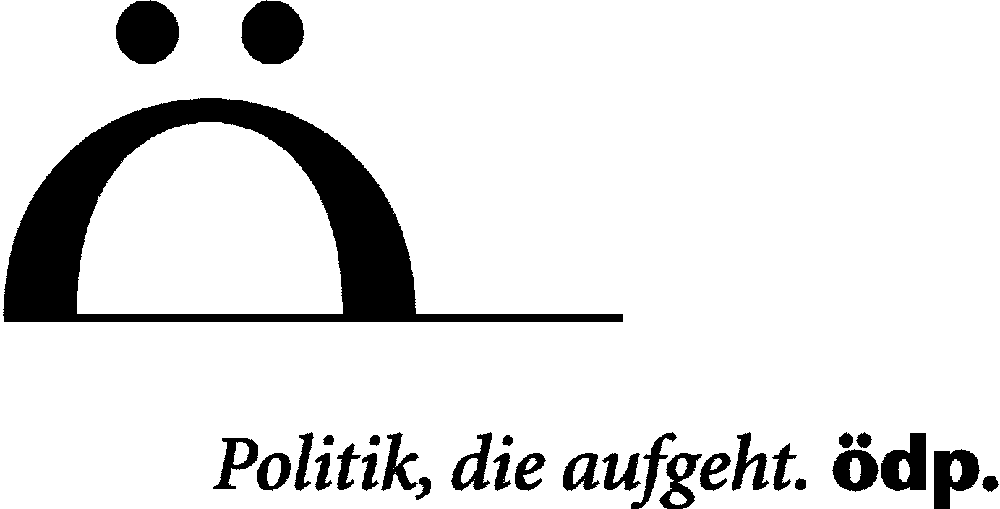 Ö
Politik, die aufgeht. ödp.